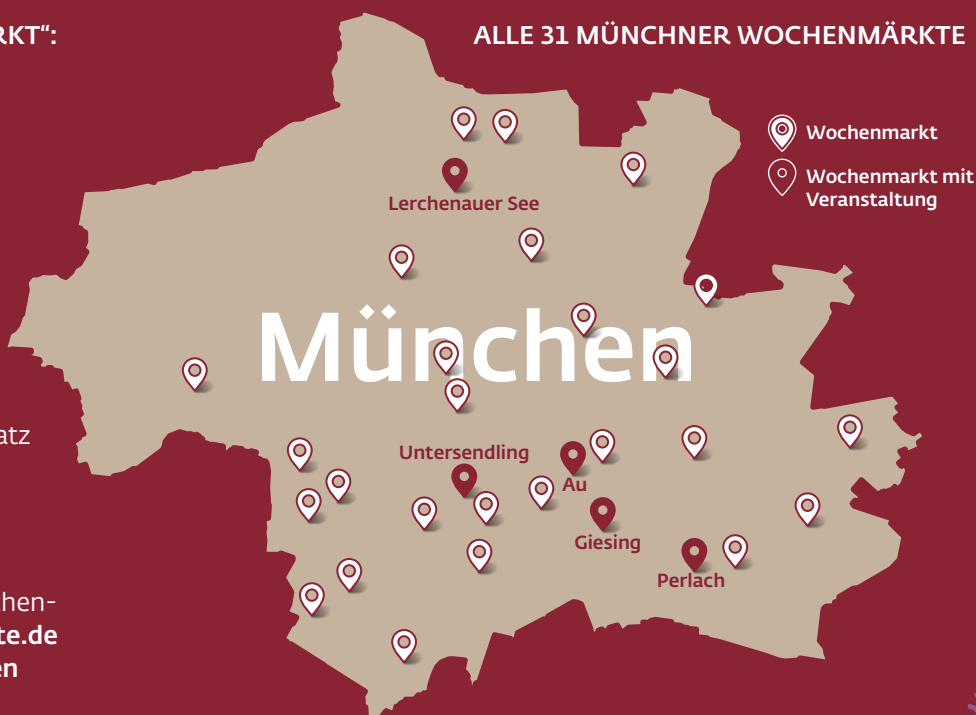 RKT“:
ALLE 31 MÜNCHNER WOCHENMÄRKTE
Wochenmarkt
Wochenmarkt mit
Veranstaltung
Lerchenauer See
München
atz
Untersendling
Au
Giesing
Perlach
hen-
te.de
en